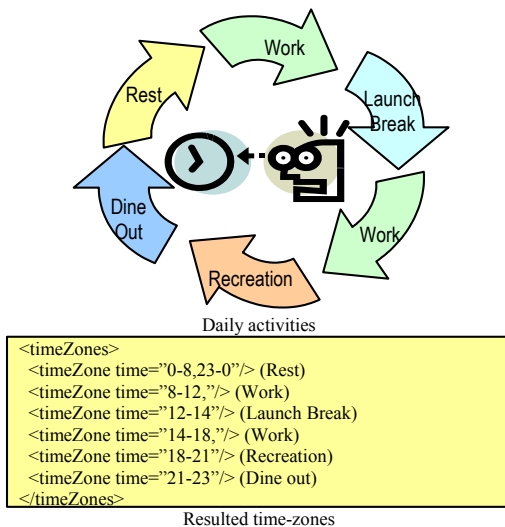 Work
Launch
Break
Work
Recreation
Dine
Out
Rest
Daily activities
<timeZones>
<timeZone time=”0-8,23-0”/> (Rest)
<timeZone time=”8-12,”/> (Work)
<timeZone time=”12-14”/> (Launch Break)
<timeZone time=”14-18,”/> (Work)
<timeZone time=”18-21”/> (Recreation)
<timeZone time=”21-23”/> (Dine out)
</timeZones>
Resulted time-zones